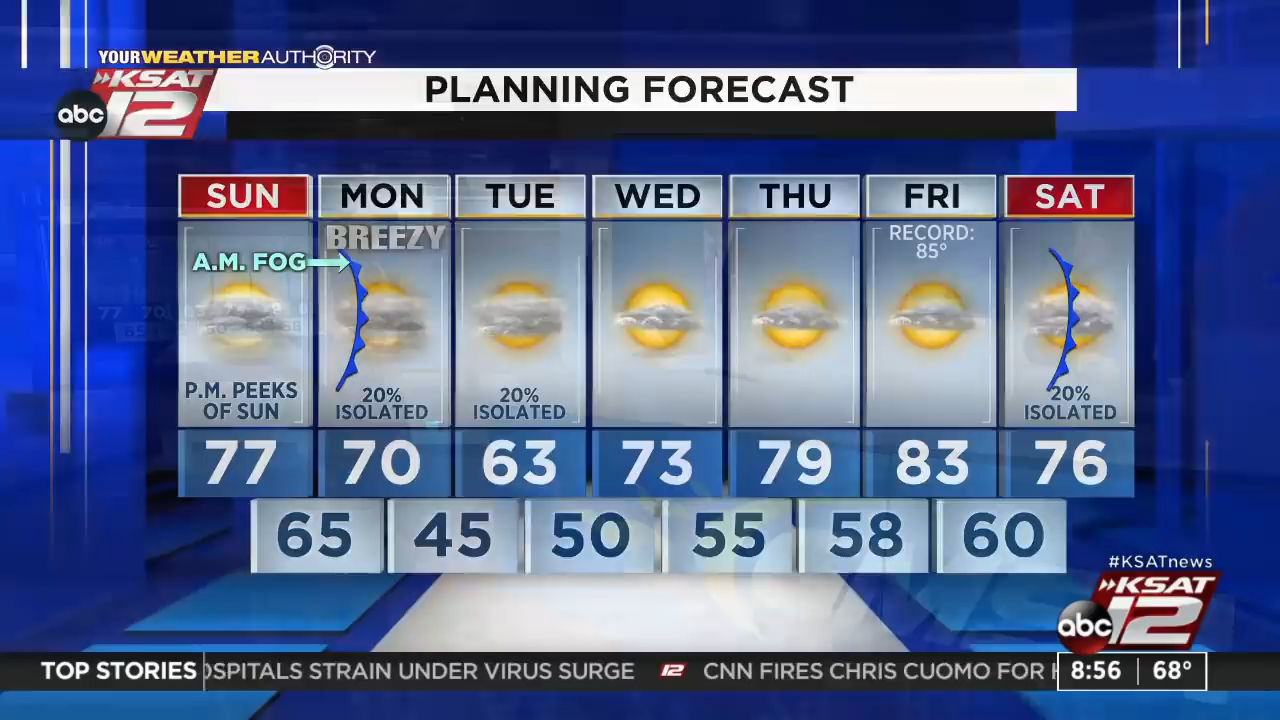 YOURWEATHERAUTHORITY
KSAT
abc 12
PLANNING FORECAST
SUN MON TUE WED THU FRI SAT
BREEZY
RECORD:
85°
A.M. FOG
P.M. PEEKS
OF SUN
20%
ISOLATED
20%
ISOLATED
20%
ISOLATED
77 70 63 73 79 83 76
65 45 50 55 58 60
#KSATnews
KSAT
abc 12
TOP STORIES OSPITALS STRAIN UNDER VIRUS SURGE 12 CNN FIRES CHRIS CUOMO FOR 8:56 68°